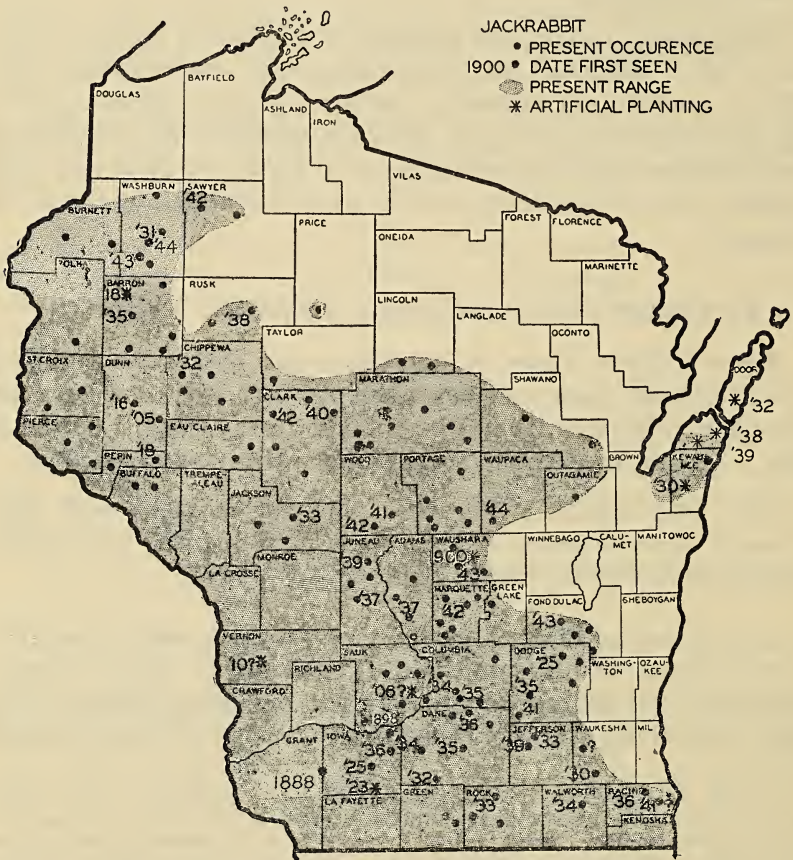 JACKRABBIT
• PRESENT OCCURENCE
1900 • DATE FIRST SEEN
PRESENT RANGE
* ARTIFICIAL PLANTING
BAYFIELD
DOUGLAS
ASHLAND
IRON
VILAS
WASHBURN
SAWYER
'42
BURNETT
FOREST
FLORENCE
PRICE
ONEIDA
'31
'44
MARINETTE
'43
POLK
BARRON
18*
RUSK
LINCOLN
LANGLADE
'35
'38
TAYLOR
OCONTO
ST. CROIX
DUNN
CHIPPEWA
'32
MARATHON
SHAWANO
DOOR
* '32
CLARK
'42
'40
'16
'05
PIERCE
EAU CLAIRE
* '38
'39
PEPIN
'18
BROWN
KEWAUNEE
WOOD
PORTAGE
WAUPACA
BUFFALO
TREMPEALEAU
OUTAGAMIE
'30*
JACKSON
'33
'41
'42
'44
JUNEAU
ADAMS
WAUSHARA
WINNEBAGO
CALUMET
MANITOWOC
MONROE
'39
1900*
'43
LA CROSSE
MARQUETTE
GREEN LAKE
'37
'37
'42
FOND DU LAC
SHEBOYGAN
'43
VERNON
SAUK
COLUMBIA
DODGE
10?*
RICHLAND
'25
WASHINGTON
OZAUKEE
CRAWFORD
'06?*
'34
'35
'35
1898
DANE
'36
'41
GRANT
IOWA
JEFFERSON
WAUKESHA
MIL
'36
'34
'35
'38
'33
?
1888
'25
'32
'30
'23*
LA FAYETTE
GREEN
ROCK
'33
WALWORTH
'34
RACINE
'36
'41
KENOSHA